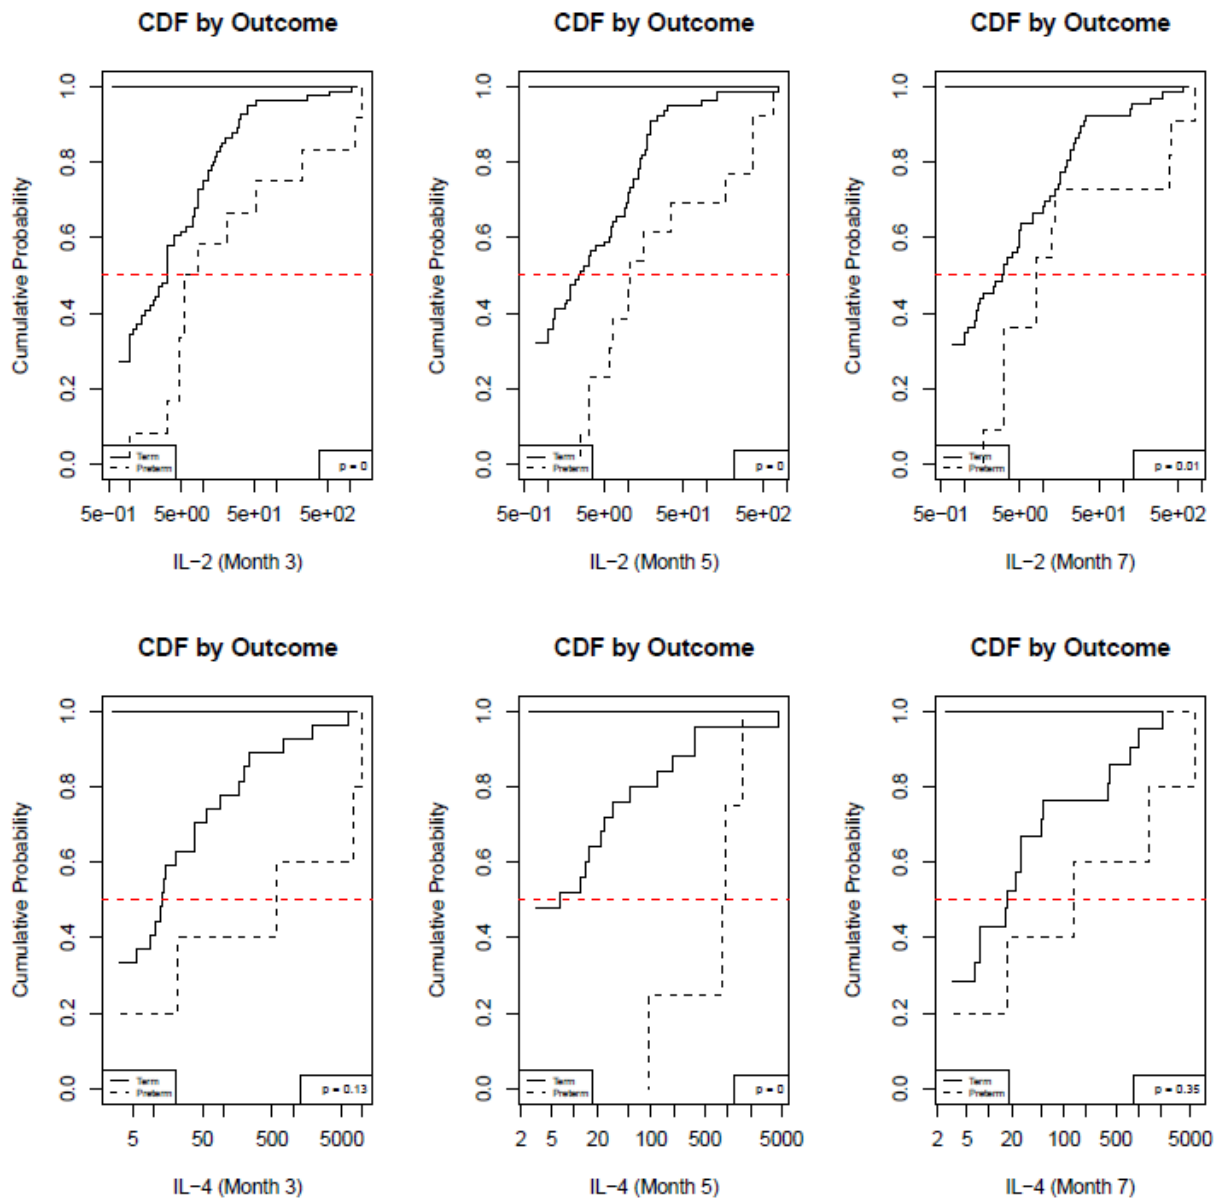 CDF by Outcome
CDF by Outcome
CDF by Outcome
Cumulative Probability
0.0 0.2 0.4 0.6 0.8 1.0
Term
Preterm
p = 0
5e−01 5e+00 5e+01 5e+02
IL−2 (Month 3)
Cumulative Probability
0.0 0.2 0.4 0.6 0.8 1.0
Term
Preterm
p = 0
5e−01 5e+00 5e+01 5e+02
IL−2 (Month 5)
Cumulative Probability
0.0 0.2 0.4 0.6 0.8 1.0
Term
Preterm
p = 0.01
5e−01 5e+00 5e+01 5e+02
IL−2 (Month 7)
CDF by Outcome
CDF by Outcome
CDF by Outcome
Cumulative Probability
0.0 0.2 0.4 0.6 0.8 1.0
Term
Preterm
p = 0.13
5 50 500 5000
IL−4 (Month 3)
Cumulative Probability
0.0 0.2 0.4 0.6 0.8 1.0
Term
Preterm
p = 0
2 5 20 100 500 5000
IL−4 (Month 5)
Cumulative Probability
0.0 0.2 0.4 0.6 0.8 1.0
Term
Preterm
p = 0.35
2 5 20 100 500 5000
IL−4 (Month 7)